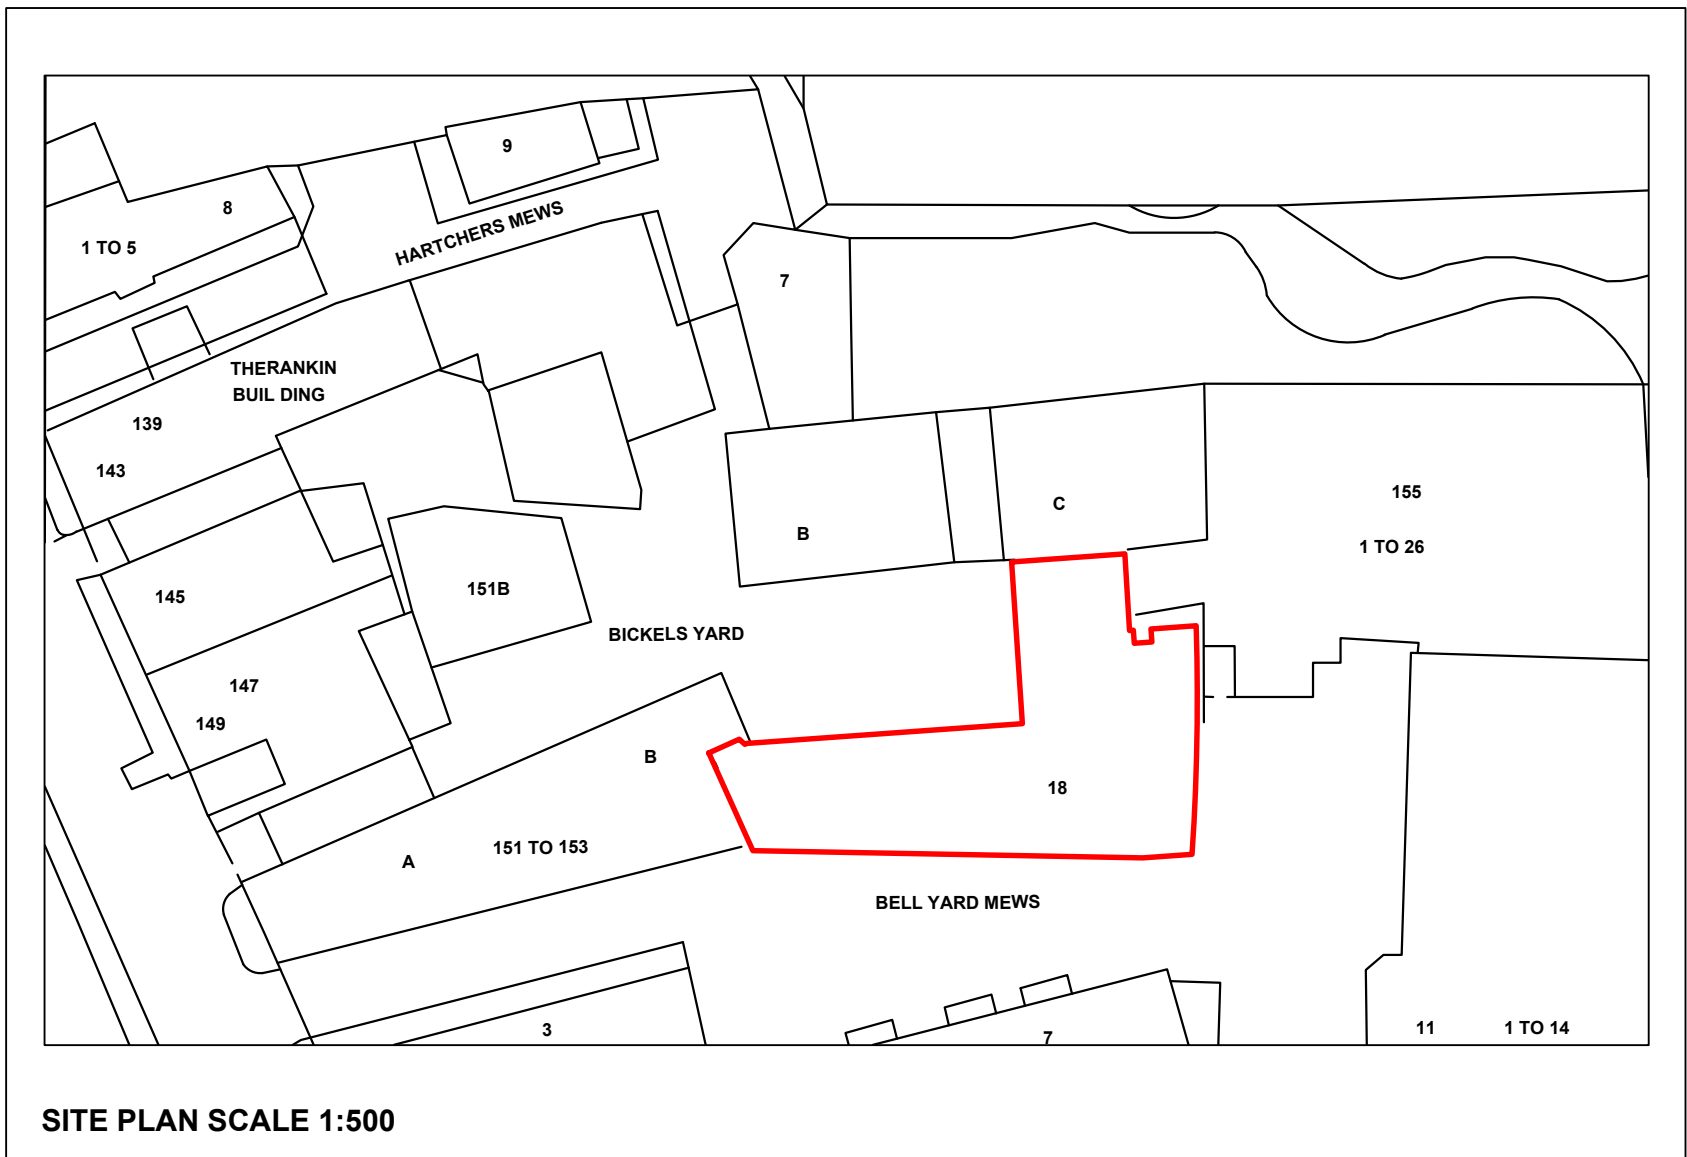 9
8
1 TO 5
HARTCHERS MEWS
7
THERANKIN
BUIL DING
139
143
155
C
B
1 TO 26
145
151B
BICKELS YARD
147
149
B
18
151 TO 153
A
BELL YARD MEWS
3
7
11
1 TO 14
SITE PLAN SCALE 1:500